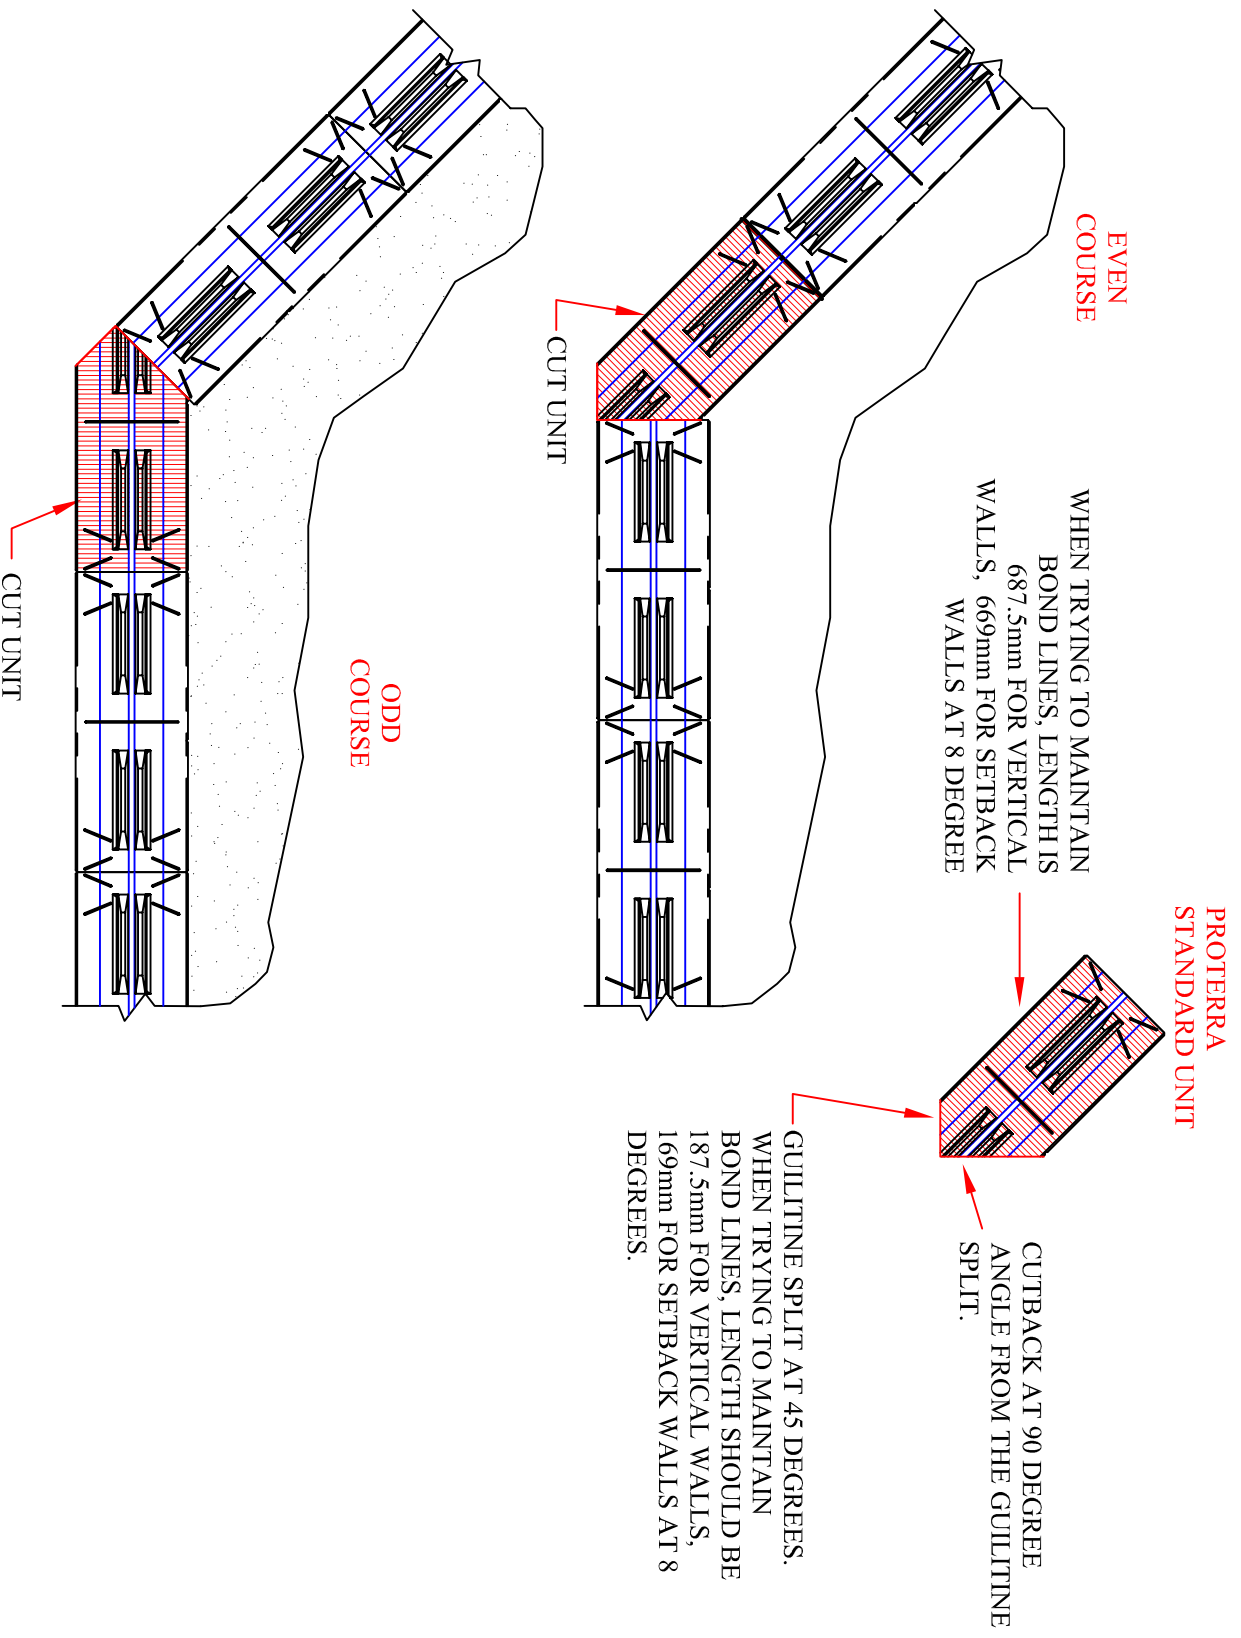 PROTERRA
STANDARD UNIT
EVEN
COURSE
WHEN TRYING TO MAINTAIN
BOND LINES, LENGTH IS
687.5mm FOR VERTICAL
WALLS, 669mm FOR SETBACK
WALLS AT 8 DEGREE
CUTBACK AT 90 DEGREE
ANGLE FROM THE GUILITINE
SPLIT.
GUILITINE SPLIT AT 45 DEGREES.
WHEN TRYING TO MAINTAIN
BOND LINES, LENGTH SHOULD BE
187.5mm FOR VERTICAL WALLS,
169mm FOR SETBACK WALLS AT 8
DEGREES.
CUT UNIT
ODD
COURSE
CUT UNIT